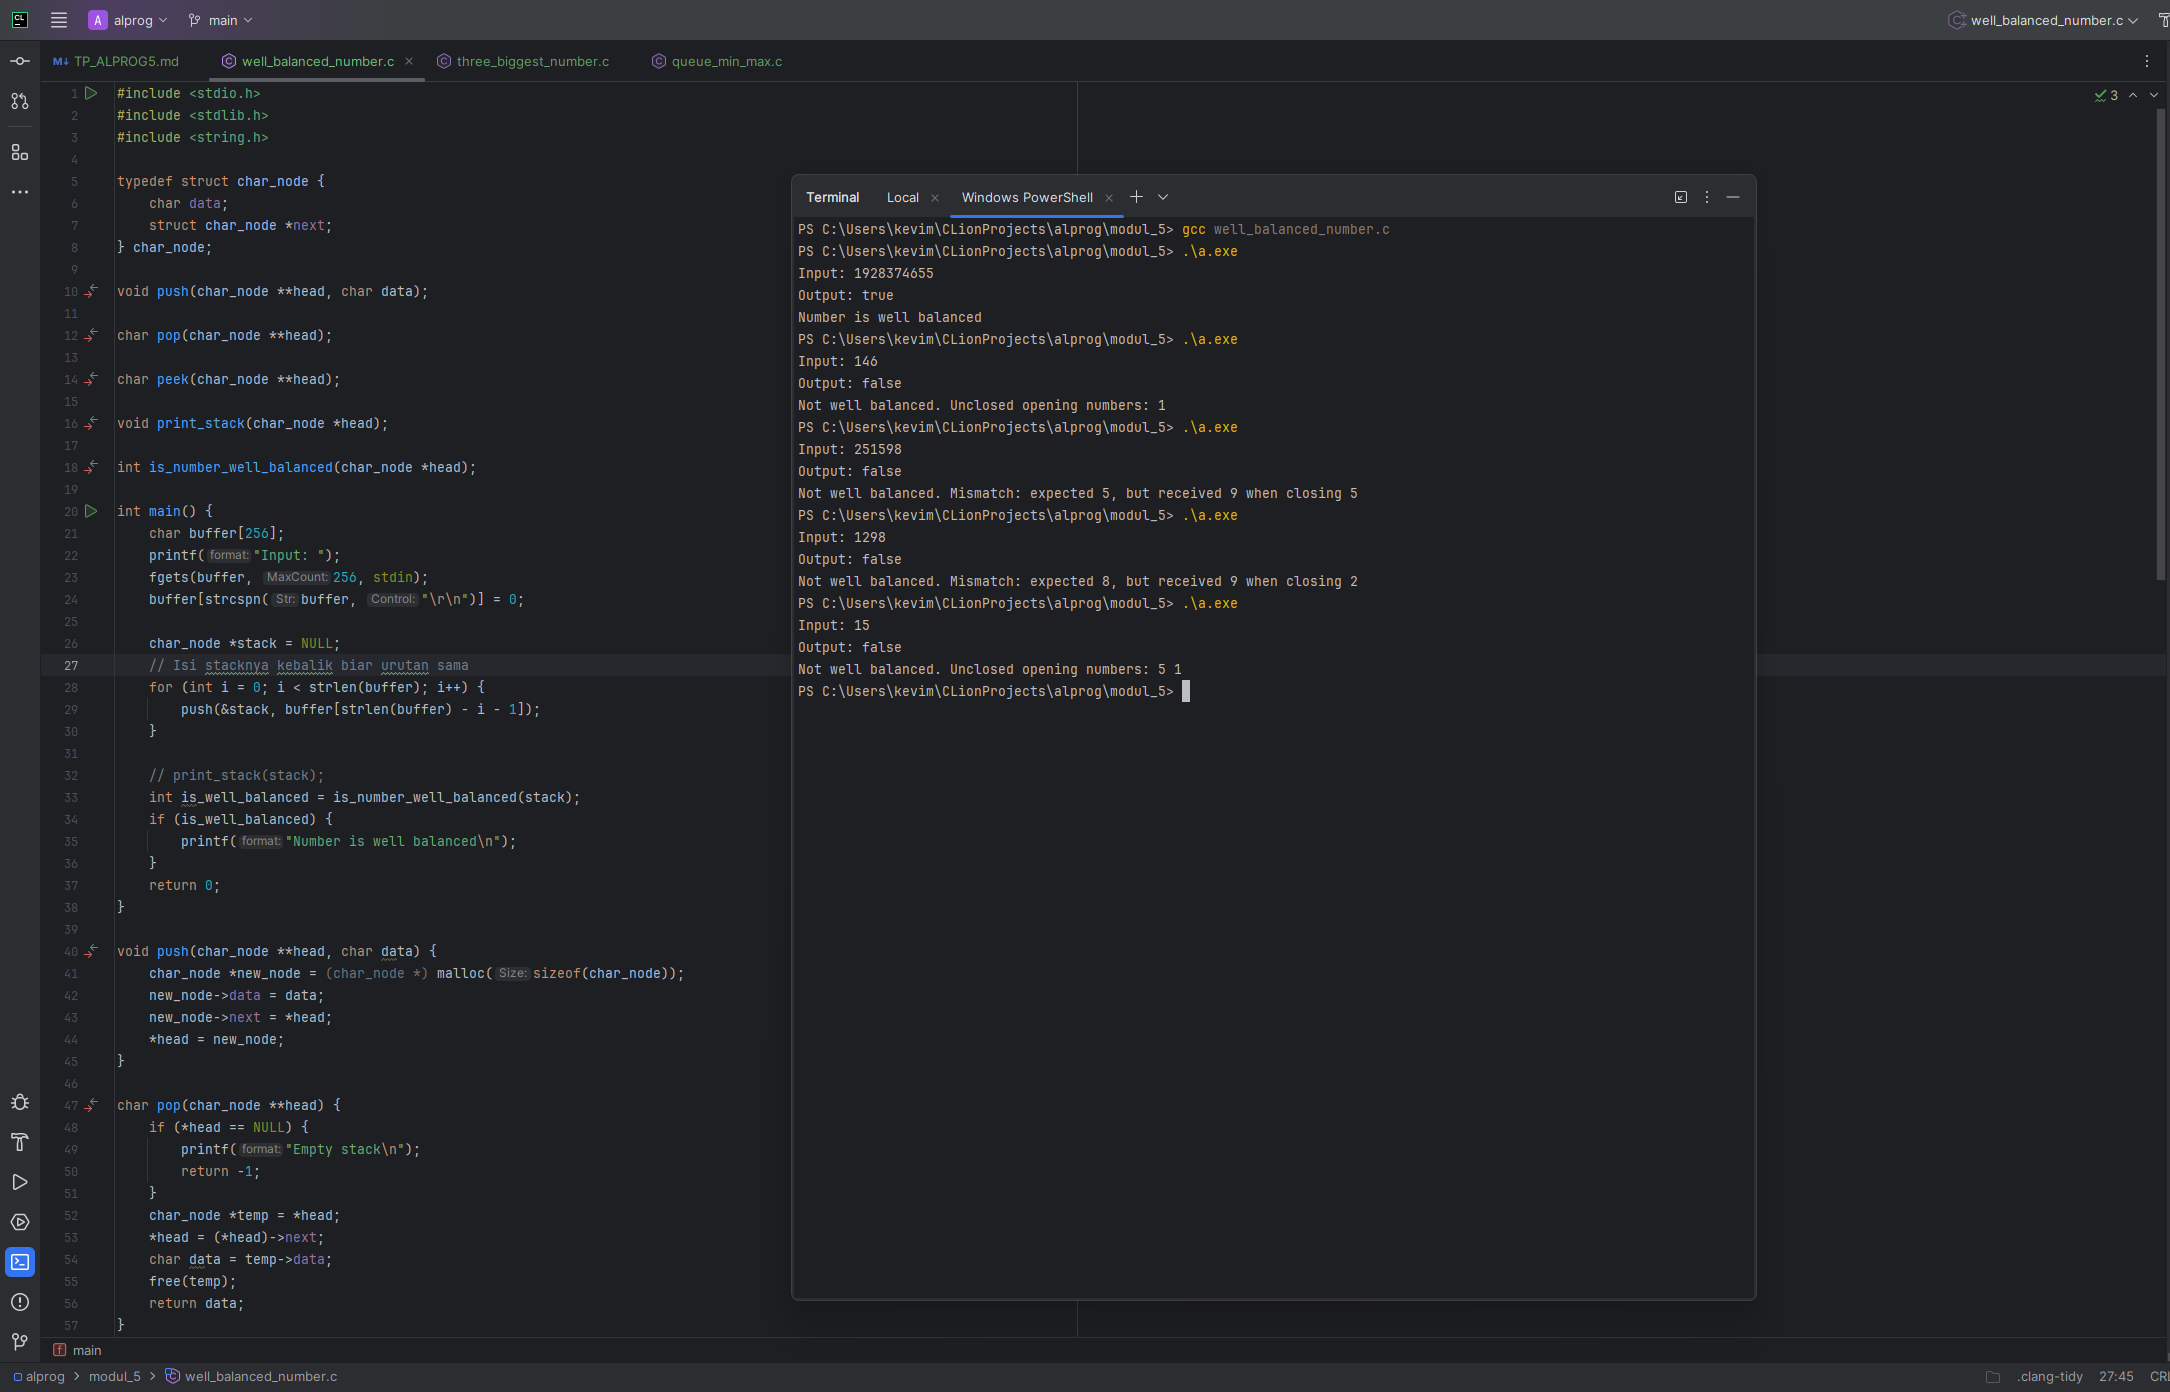 CL A alprog main well_balanced_number.c
M↓ TP_ALPROG5.md well_balanced_number.c three_biggest_number.c queue_min_max.c
3
1 #include <stdio.h>
2 #include <stdlib.h>
3 #include <string.h>
4
5 typedef struct char_node {
6 char data;
7 struct char_node *next;
8 } char_node;
9
10 void push(char_node **head, char data);
11
12 char pop(char_node **head);
13
14 char peek(char_node **head);
15
16 void print_stack(char_node *head);
17
18 int is_number_well_balanced(char_node *head);
19
20 int main() {
21 char buffer[256];
22 printf(format: "Input: ");
23 fgets(buffer, MaxCount: 256, stdin);
24 buffer[strcspn(Str: buffer, Control: "\r\n")] = 0;
25
26 char_node *stack = NULL;
27 // Isi stacknya kebalik biar urutan sama
28 for (int i = 0; i < strlen(buffer); i++) {
29 push(&stack, buffer[strlen(buffer) - i - 1]);
30 }
31
32 // print_stack(stack);
33 int is_well_balanced = is_number_well_balanced(stack);
34 if (is_well_balanced) {
35 printf(format: "Number is well balanced\n");
36 }
37 return 0;
38 }
39
40 void push(char_node **head, char data) {
41 char_node *new_node = (char_node *) malloc(Size: sizeof(char_node));
42 new_node->data = data;
43 new_node->next = *head;
44 *head = new_node;
45 }
46
47 char pop(char_node **head) {
48 if (*head == NULL) {
49 printf(format: "Empty stack\n");
50 return -1;
51 }
52 char_node *temp = *head;
53 *head = (*head)->next;
54 char data = temp->data;
55 free(temp);
56 return data;
57 }
Terminal Local Windows PowerShell
PS C:\Users\kevim\CLionProjects\alprog\modul_5> gcc well_balanced_number.c
PS C:\Users\kevim\CLionProjects\alprog\modul_5> .\a.exe
Input: 1928374655
Output: true
Number is well balanced
PS C:\Users\kevim\CLionProjects\alprog\modul_5> .\a.exe
Input: 146
Output: false
Not well balanced. Unclosed opening numbers: 1
PS C:\Users\kevim\CLionProjects\alprog\modul_5> .\a.exe
Input: 251598
Output: false
Not well balanced. Mismatch: expected 5, but received 9 when closing 5
PS C:\Users\kevim\CLionProjects\alprog\modul_5> .\a.exe
Input: 1298
Output: false
Not well balanced. Mismatch: expected 8, but received 9 when closing 2
PS C:\Users\kevim\CLionProjects\alprog\modul_5> .\a.exe
Input: 15
Output: false
Not well balanced. Unclosed opening numbers: 5 1
PS C:\Users\kevim\CLionProjects\alprog\modul_5>
f main
alprog > modul_5 > well_balanced_number.c .clang-tidy 27:45